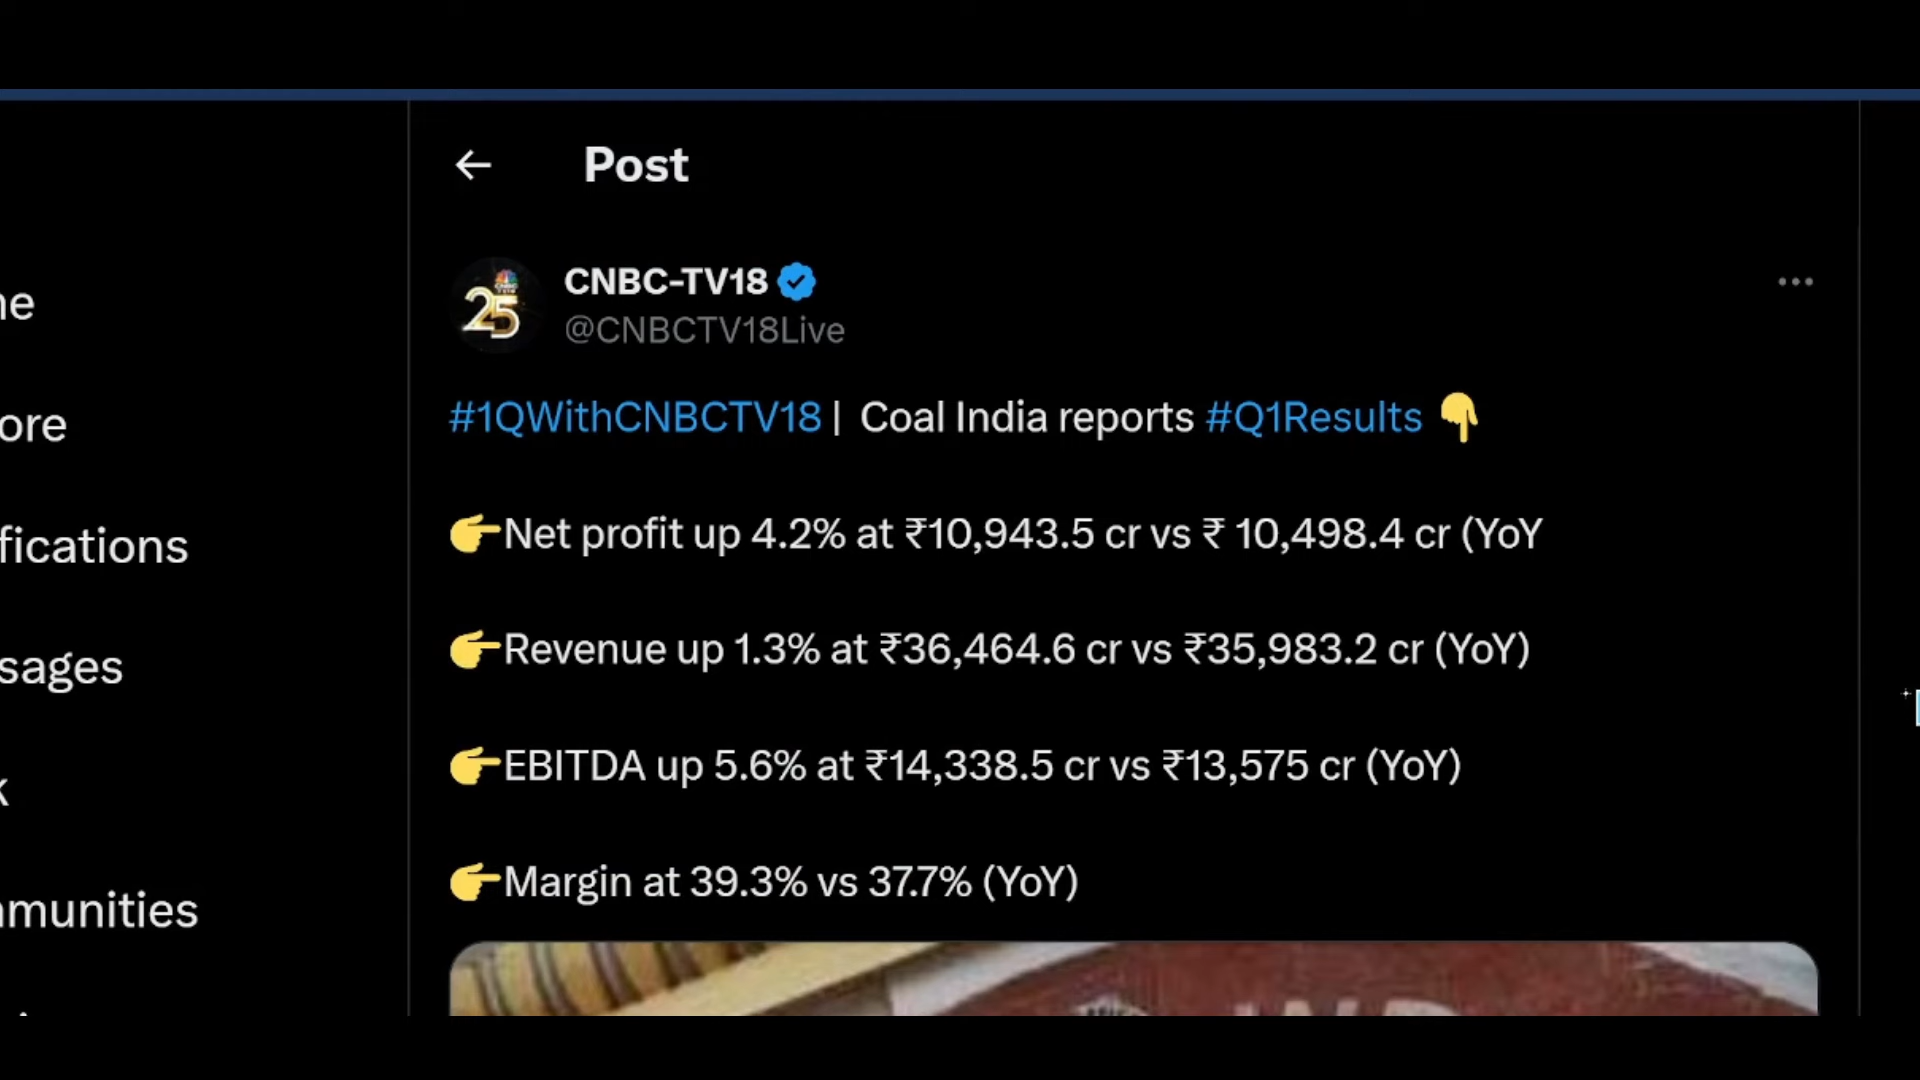 Post
CNBC-TV18
@CNBCTV18Live
#1QWithCNBCTV18 | Coal India reports #Q1Results 👇
👉Net profit up 4.2% at ₹10,943.5 cr vs ₹ 10,498.4 cr (YoY
👉Revenue up 1.3% at ₹36,464.6 cr vs ₹35,983.2 cr (YoY)
👉EBITDA up 5.6% at ₹14,338.5 cr vs ₹13,575 cr (YoY)
👉Margin at 39.3% vs 37.7% (YoY)
ne
ore
fications
sages
k
mmunities
25